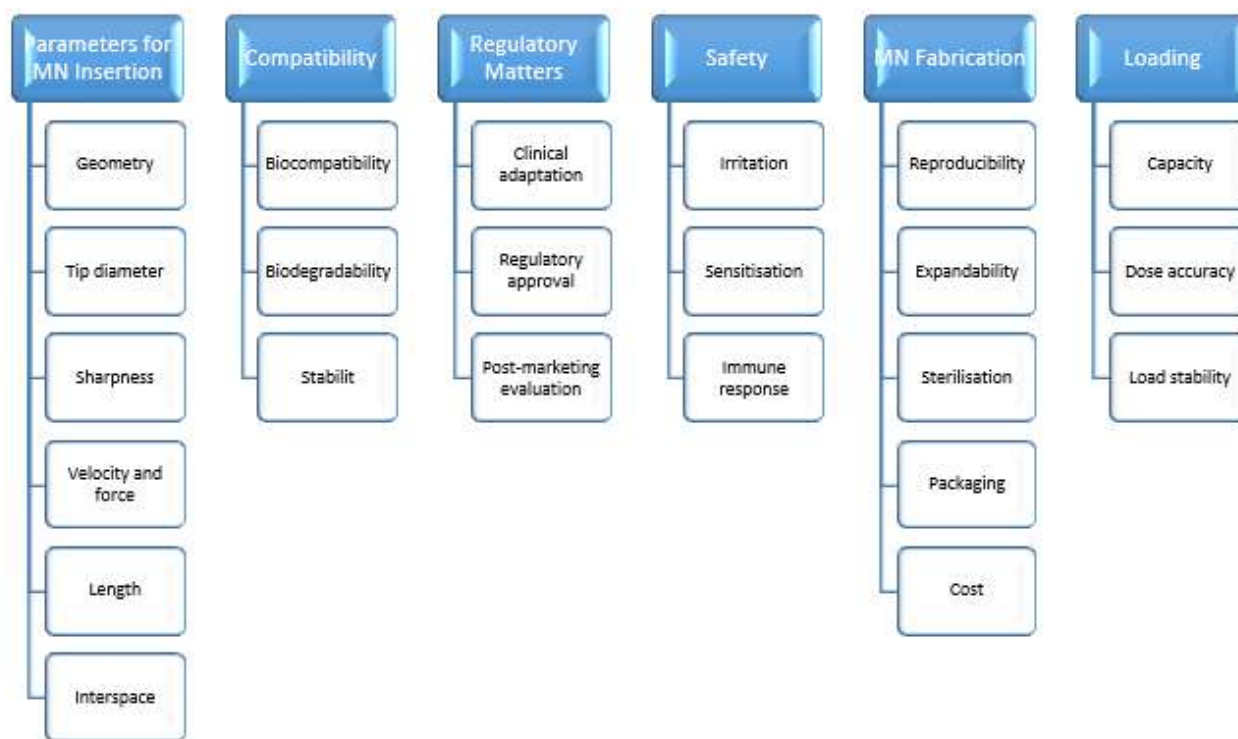 Parameters for
MN Insertion
Geometry
Tip diameter
Sharpness
Velocity and
force
Length
Interspace
Compatibility
Biocompatibility
Biodegradability
Stabilit
Regulatory
Matters
Clinical
adaptation
Regulatory
approval
Post-marketing
evaluation
Safety
Irritation
Sensitisation
Immune
response
MN Fabrication
Reproducibility
Expandability
Sterilisation
Packaging
Cost
Loading
Capacity
Dose accuracy
Load stability